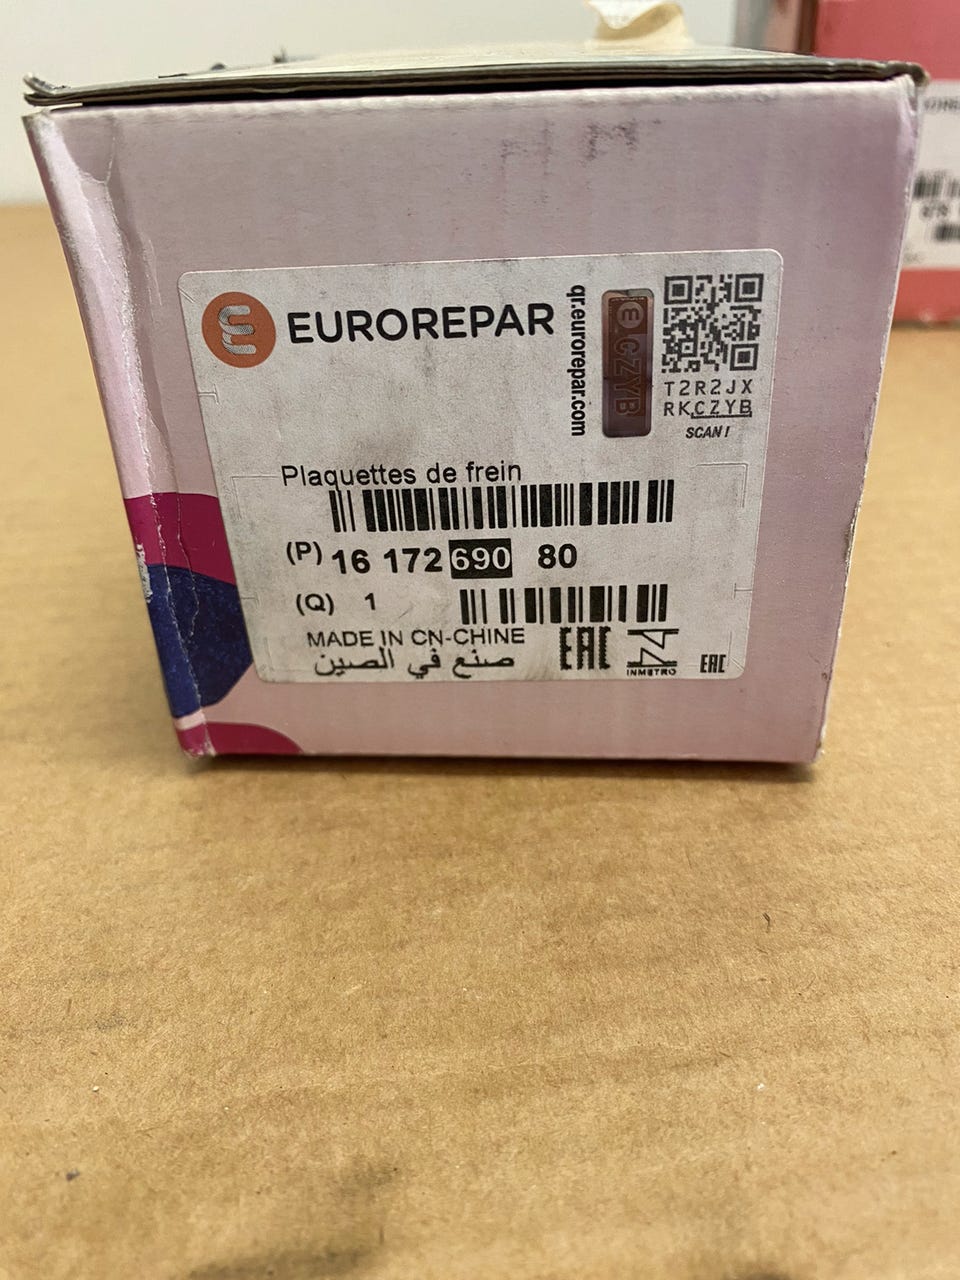 EUROREPAR
qr.eurorepar.com
CZYB
T2R2JX
RKCZYB
SCAN!
Plaquettes de frein
(P) 16 172 690 80
(Q) 1
MADE IN CN-CHINE
صنع في الصين
EAC
INMETRO
EAC